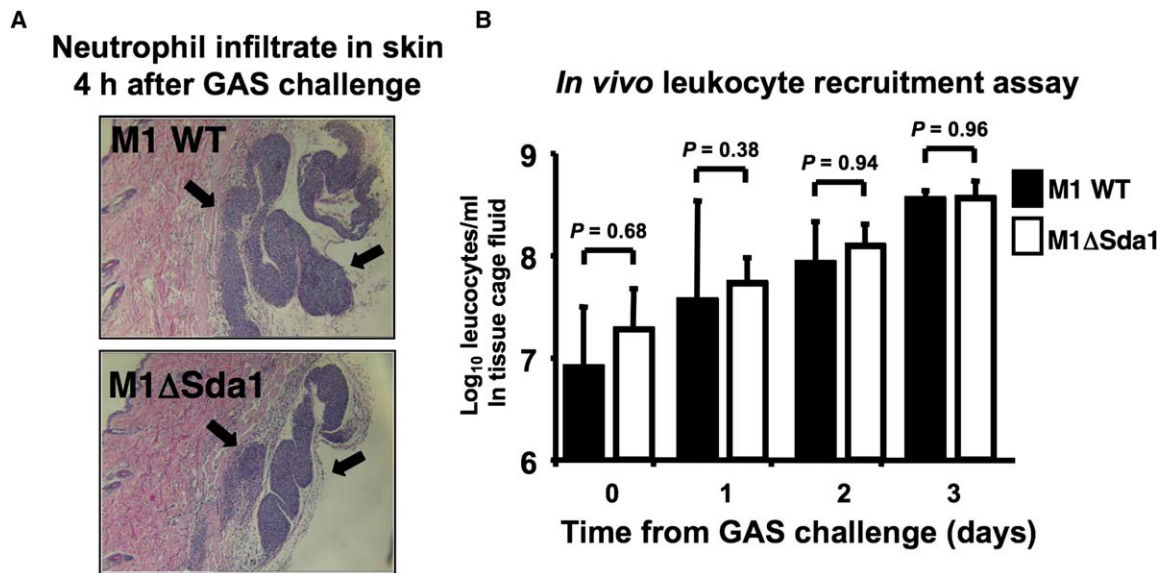 A
Neutrophil infiltrate in skin
4 h after GAS challenge
M1 WT
M1ΔSda1
B
In vivo leukocyte recruitment assay
Log10 leucocytes/ml
In tissue cage fluid
9
8
7
6
P = 0.68
P = 0.38
P = 0.94
P = 0.96
M1 WT
M1ΔSda1
0 1 2 3
Time from GAS challenge (days)